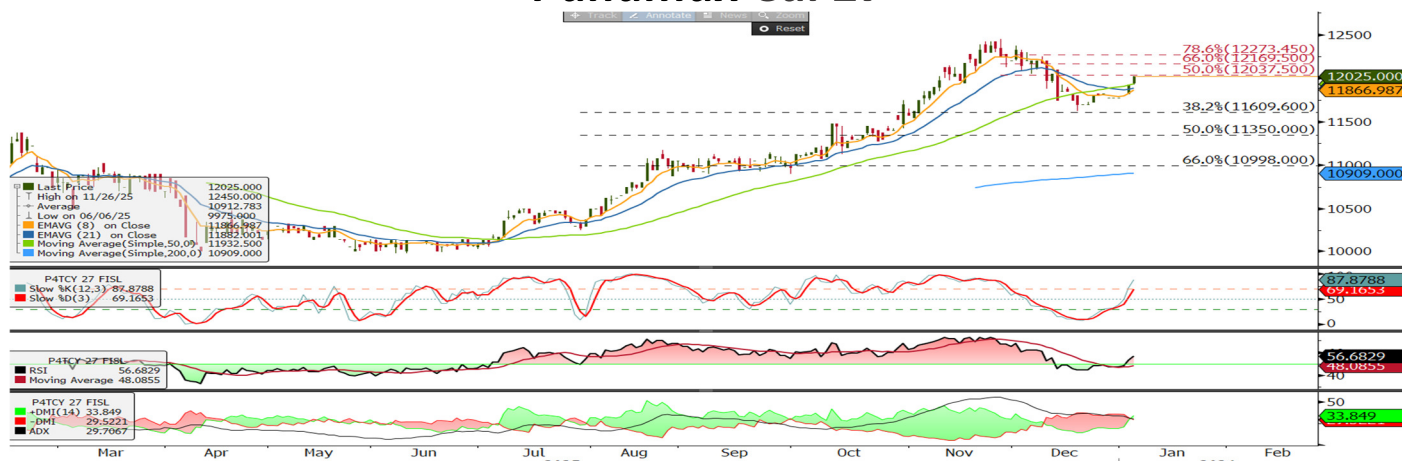 Track Annotate News Zoom
Reset
12500
78.6%(12273.450)
66.0%(12169.500)
50.0%(12037.500)
12025.000
11866.987
38.2%(11609.600)
11500
50.0%(11350.000)
66.0%(10998.000)
11000
10909.000
10500
10000
Last Price 12025.000
High on 11/26/25 12450.000
Average 10912.783
Low on 06/06/25 9975.000
EMAVG (8) on Close 11866.987
EMAVG (21) on Close 11882.001
Moving Average(Simple,50,0) 11932.500
Moving Average(Simple,200,0) 10909.000
P4TCY 27 FISL
Slow %K(12,3) 87.8788
Slow %D(3) 69.1653
87.8788
69.1653
50
0
P4TCY 27 FISL
RSI 56.6829
Moving Average 48.0855
56.6829
48.0855
40
P4TCY 27 FISL
+DMI(14) 33.849
-DMI 29.5221
ADX 29.7067
50
33.849
Mar Apr May Jun Jul Aug Sep Oct Nov Dec Jan Feb